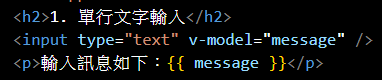 <h2>1. 單行文字輸入</h2>
<input type="text" v-model="message" />
<p>輸入訊息如下：{{ message }}</p>